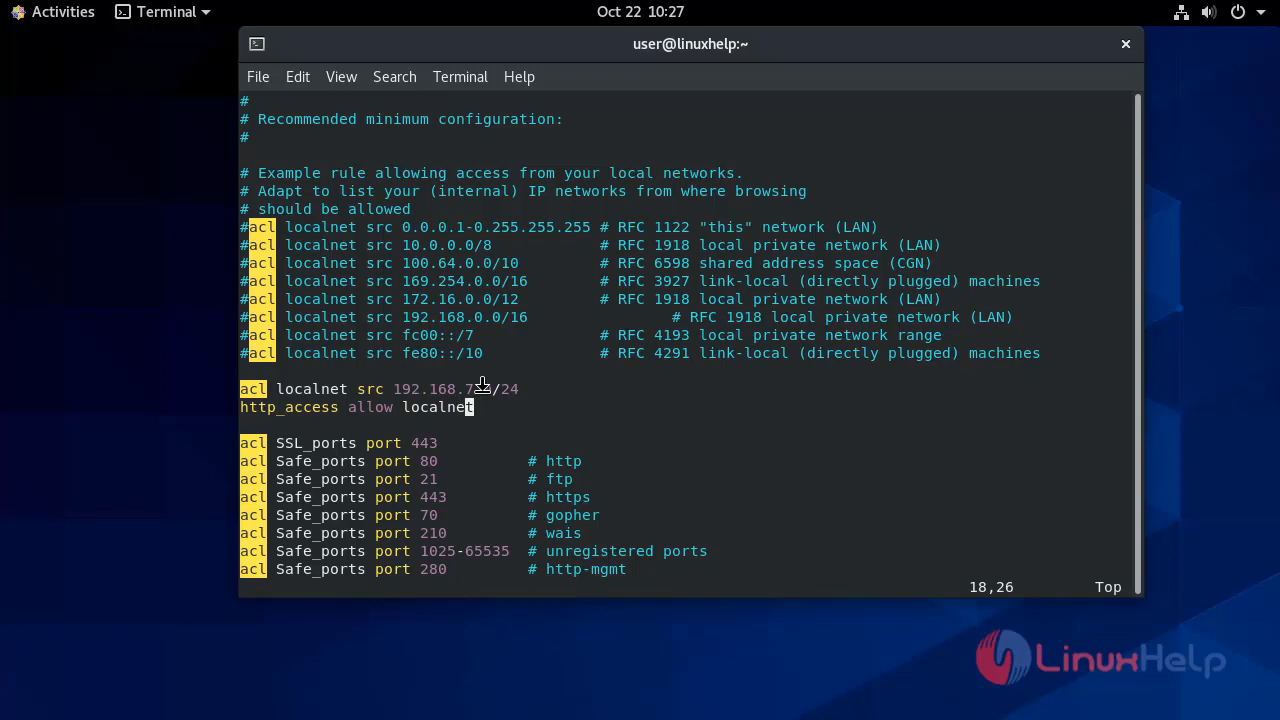 Activities Terminal Oct 22 10:27
user@linuxhelp:~
File Edit View Search Terminal Help
#
# Recommended minimum configuration:
#
# Example rule allowing access from your local networks.
# Adapt to list your (internal) IP networks from where browsing
# should be allowed
#acl localnet src 0.0.0.1-0.255.255.255 # RFC 1122 "this" network (LAN)
#acl localnet src 10.0.0.0/8 # RFC 1918 local private network (LAN)
#acl localnet src 100.64.0.0/10 # RFC 6598 shared address space (CGN)
#acl localnet src 169.254.0.0/16 # RFC 3927 link-local (directly plugged) machines
#acl localnet src 172.16.0.0/12 # RFC 1918 local private network (LAN)
#acl localnet src 192.168.0.0/16 # RFC 1918 local private network (LAN)
#acl localnet src fc00::/7 # RFC 4193 local private network range
#acl localnet src fe80::/10 # RFC 4291 link-local (directly plugged) machines
acl localnet src
http_access allow localnet
acl SSL_ports port 443
acl Safe_ports port 80 # http
acl Safe_ports port 21 # ftp
acl Safe_ports port 443 # https
acl Safe_ports port 70 # gopher
acl Safe_ports port 210 # wais
acl Safe_ports port 1025-65535 # unregistered ports
acl Safe_ports port 280 # http-mgmt
18,26 Top
LinuxHelp